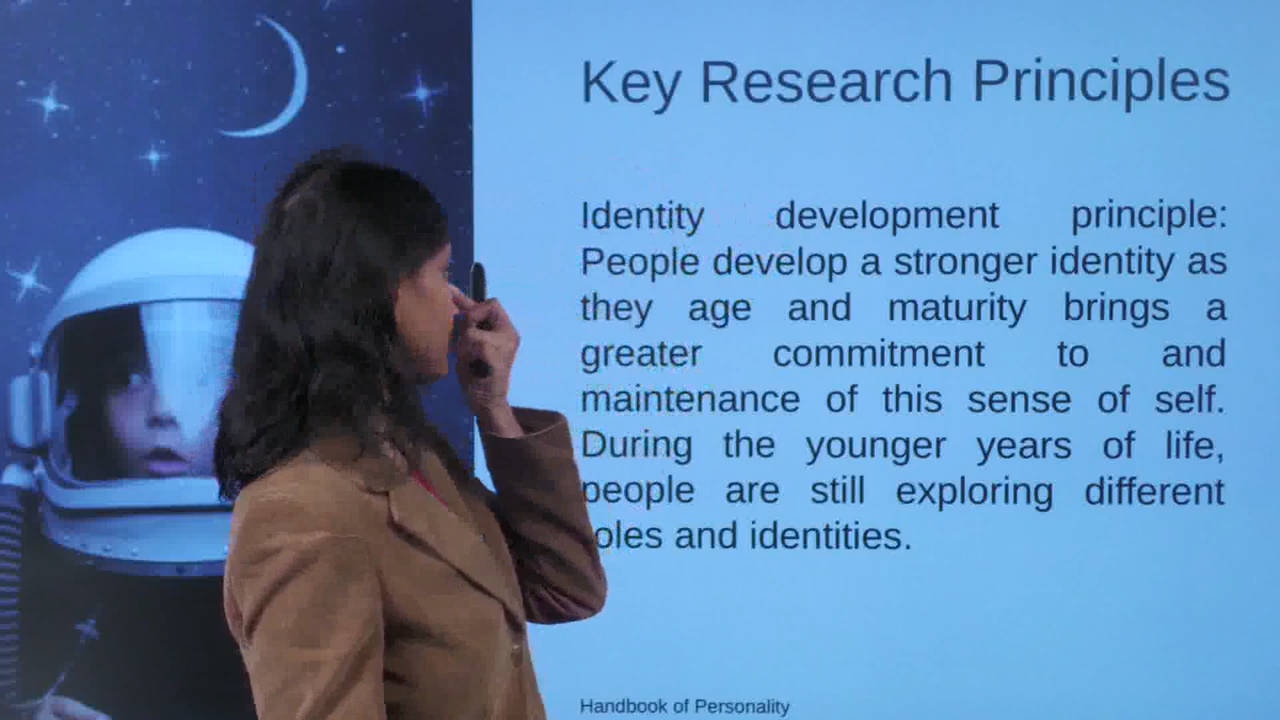 Key Research Principles
Identity development principle:
People develop a stronger identity as
they age and maturity brings a
greater commitment to and
maintenance of this sense of self.
During the younger years of life,
people are still exploring different
roles and identities.
Handbook of Personality